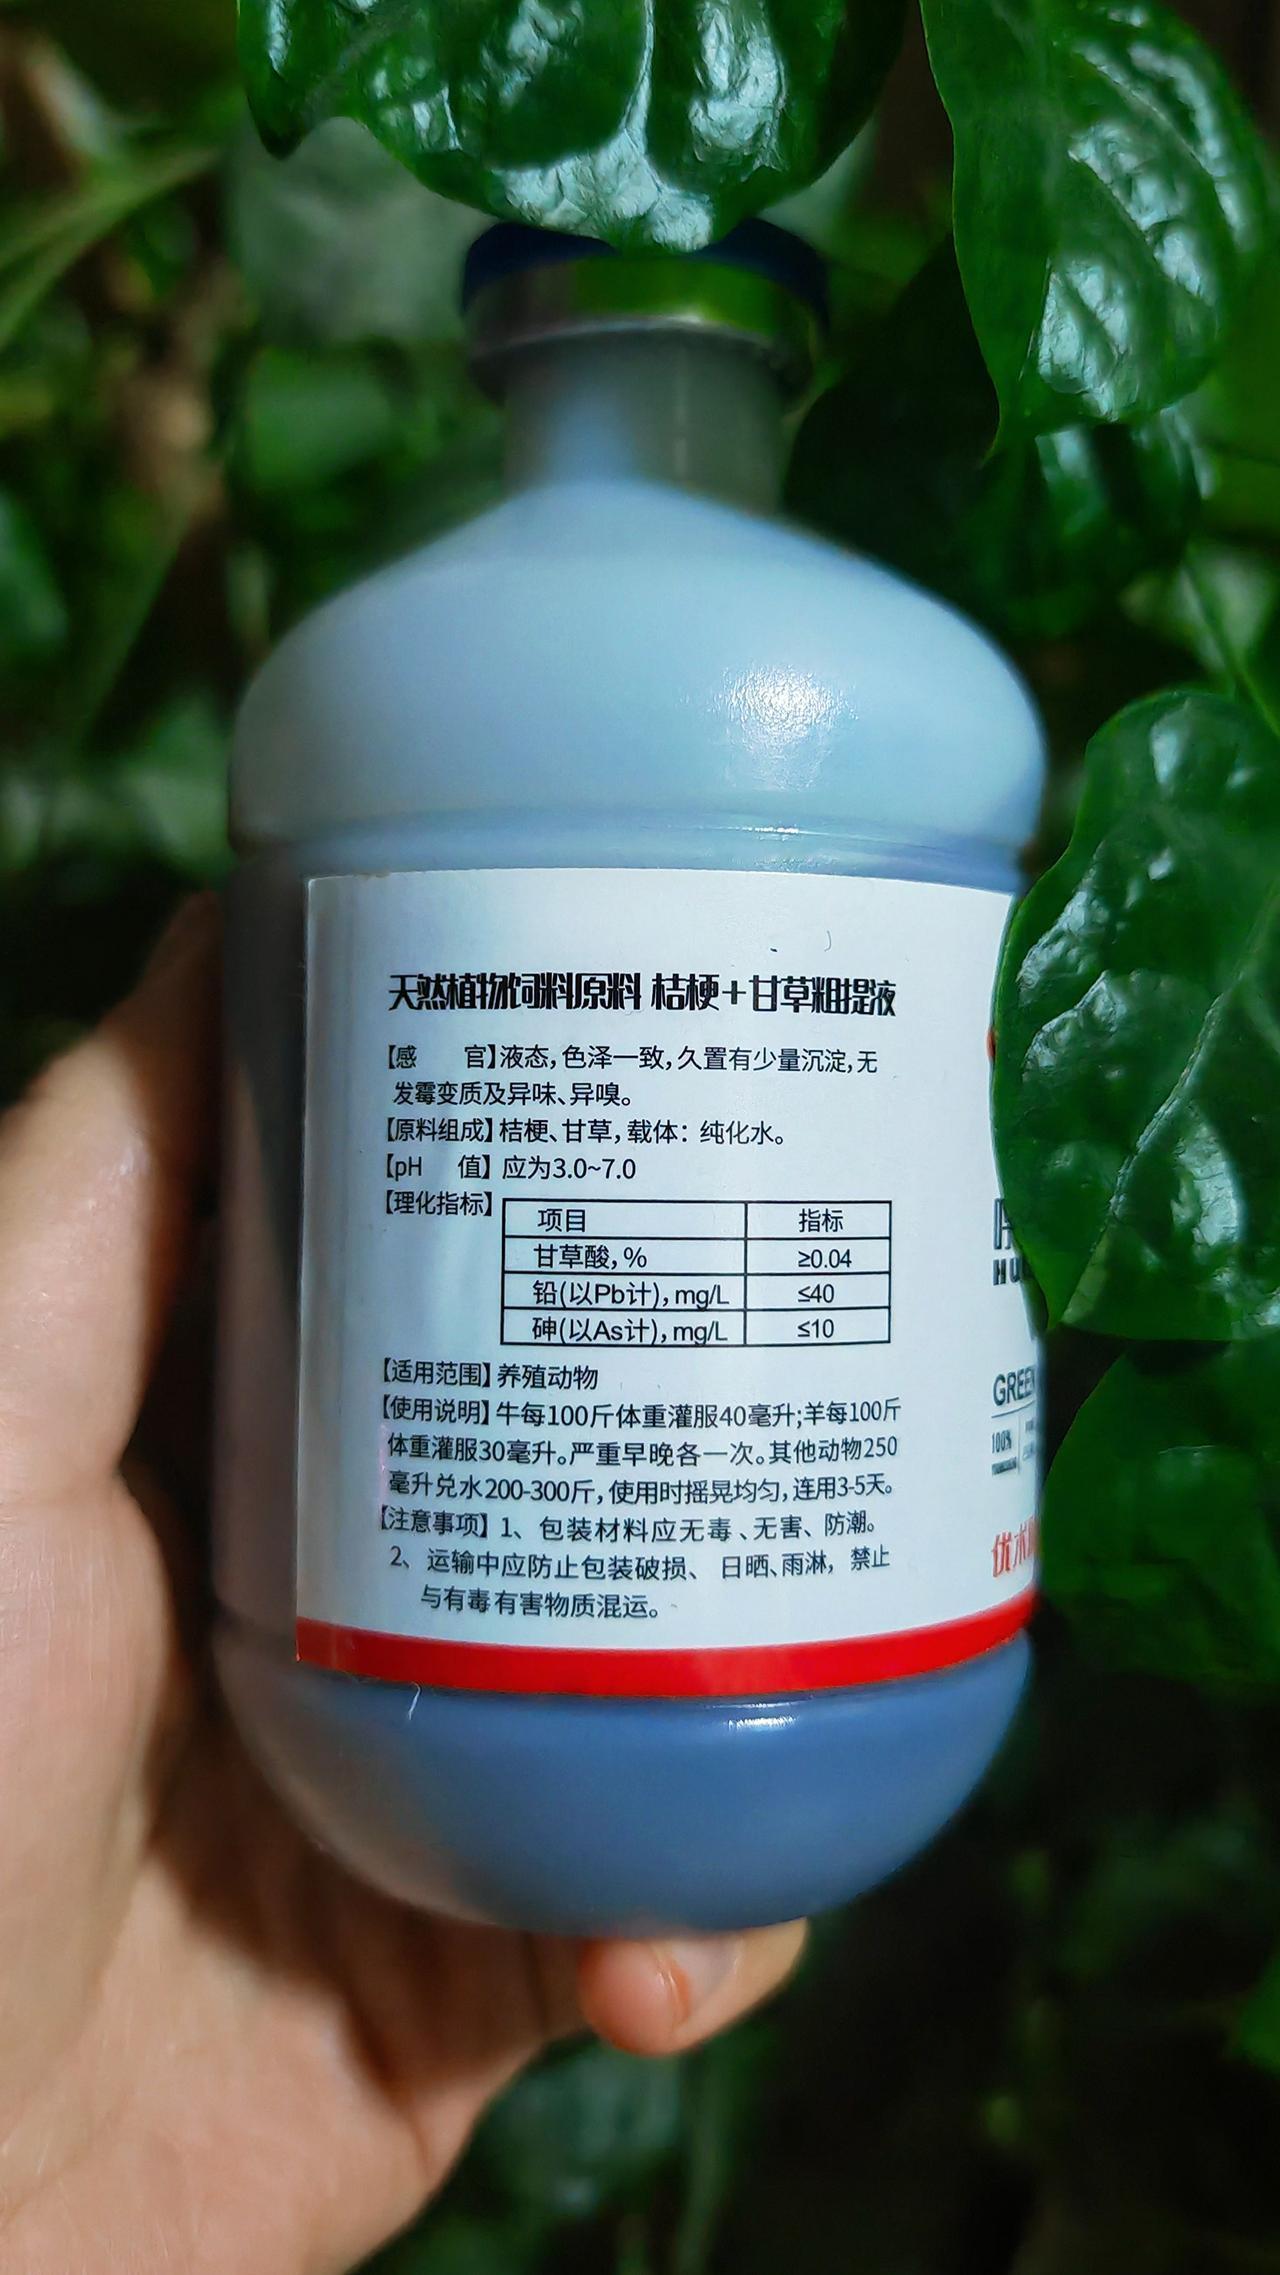 天然植物饲料原料 桔梗+甘草粗提液
【感 官】液态,色泽一致,久置有少量沉淀,无
发霉变质及异味、异嗅。
【原料组成】桔梗、甘草,载体：纯化水。
【pH 值】应为3.0~7.0
【理化指标】
项目 指标
甘草酸,% ≥0.04
铅(以Pb计),mg/L ≤40
砷(以As计),mg/L ≤10
【适用范围】养殖动物
【使用说明】牛每100斤体重灌服40毫升;羊每100斤
体重灌服30毫升。严重早晚各一次。其他动物250
毫升兑水200-300斤,使用时摇晃均匀,连用3-5天。
【注意事项】1、包装材料应无毒、无害、防潮。
2、运输中应防止包装破损、日晒、雨淋,禁止
与有毒有害物质混运。
GREEN
100%